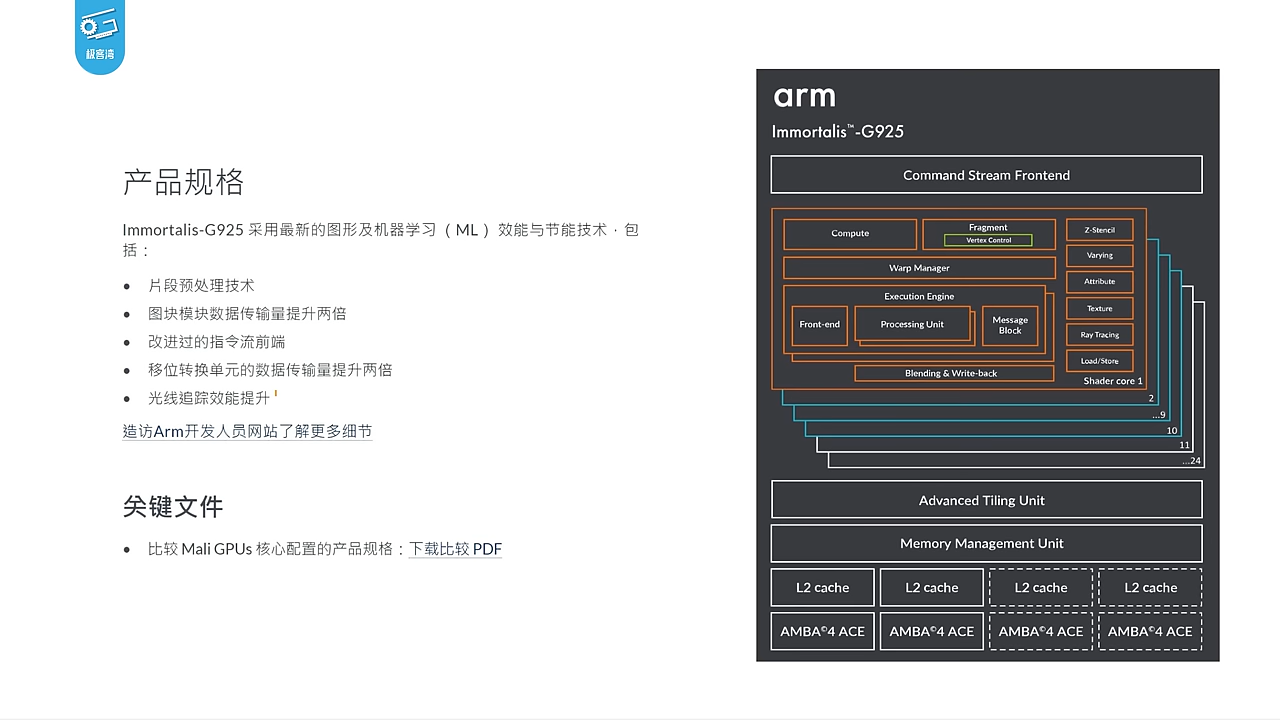 极客湾
产品规格
Immortalis-G925 采用最新的图形及机器学习（ML）效能与节能技术，包
括：
• 片段预处理技术
• 图块模块数据传输量提升两倍
• 改进过的指令流前端
• 移位转换单元的数据传输量提升两倍
• 光线追踪效能提升
造访Arm开发人员网站了解更多细节
关键文件
• 比较 Mali GPUs 核心配置的产品规格：下载比较 PDF
arm
Immortalis™-G925
Command Stream Frontend
Compute
Fragment
Vertex Control
Z-Stencil
Varying
Warp Manager
Attribute
Execution Engine
Texture
Front-end
Processing Unit
Message
Block
Ray Tracing
Load/Store
Blending & Write-back
Shader core 1
2
...9
10
11
...24
Advanced Tiling Unit
Memory Management Unit
L2 cache L2 cache L2 cache L2 cache
AMBA©4 ACE AMBA©4 ACE AMBA©4 ACE AMBA©4 ACE